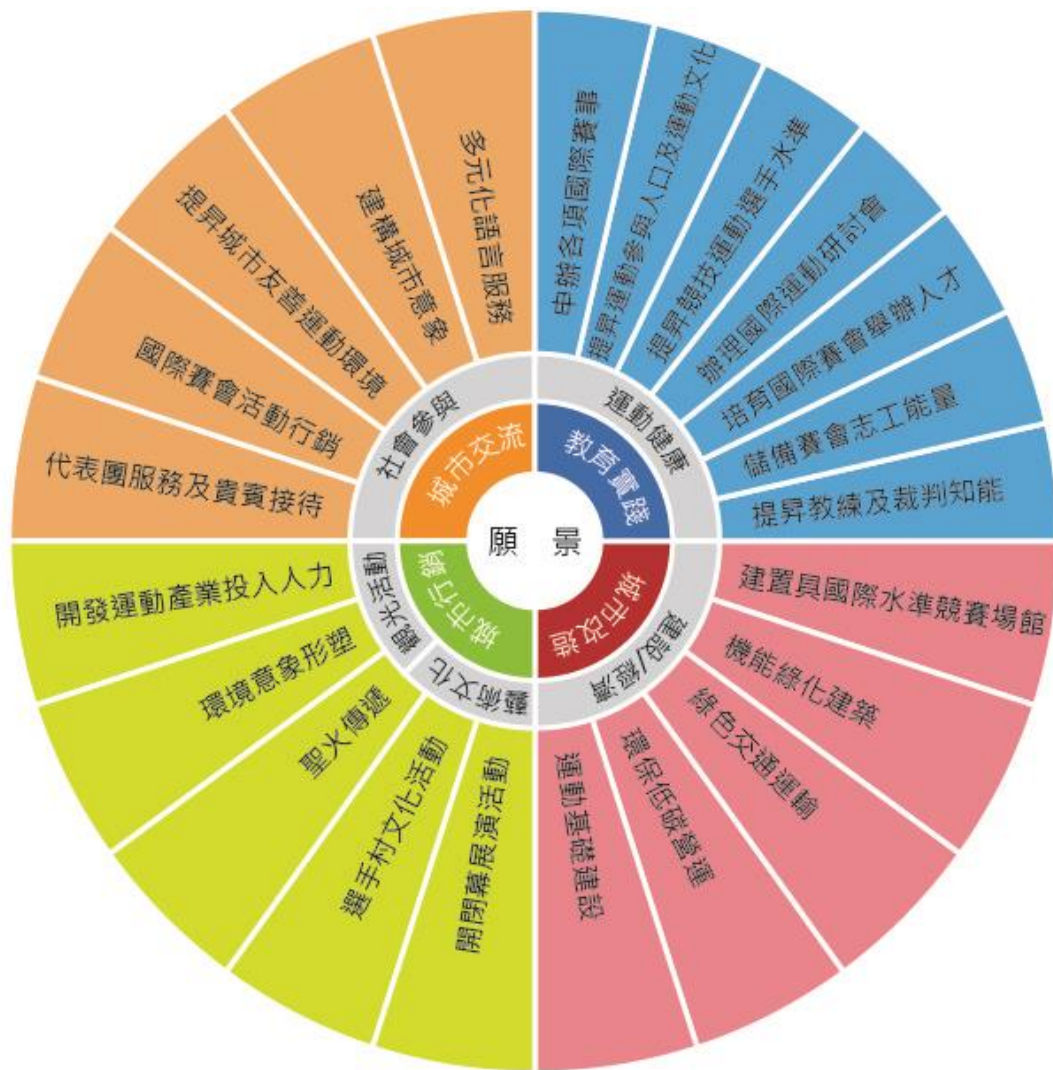 願景
教育實踐
城市改造
城市行銷
城市交流
運動健康
建設/經濟
藝術文化
觀光活動
社會參與
申辦各項國際賽事
提昇運動參與人口及運動文化
提昇競技運動選手水準
辦理國際運動研討會
培育國際賽會舉辦人才
儲備賽會志工能量
提昇教練及裁判知能
建置具國際水準競賽場館
機能綠化建築
綠色交通運輸
環保低碳營運
運動基礎建設
開閉幕展演活動
選手村文化活動
聖火傳遞
環境意象形塑
開發運動產業投入人力
代表團服務及貴賓接待
國際賽會活動行銷
提昇城市友善運動環境
建構城市意象
多元化語言服務